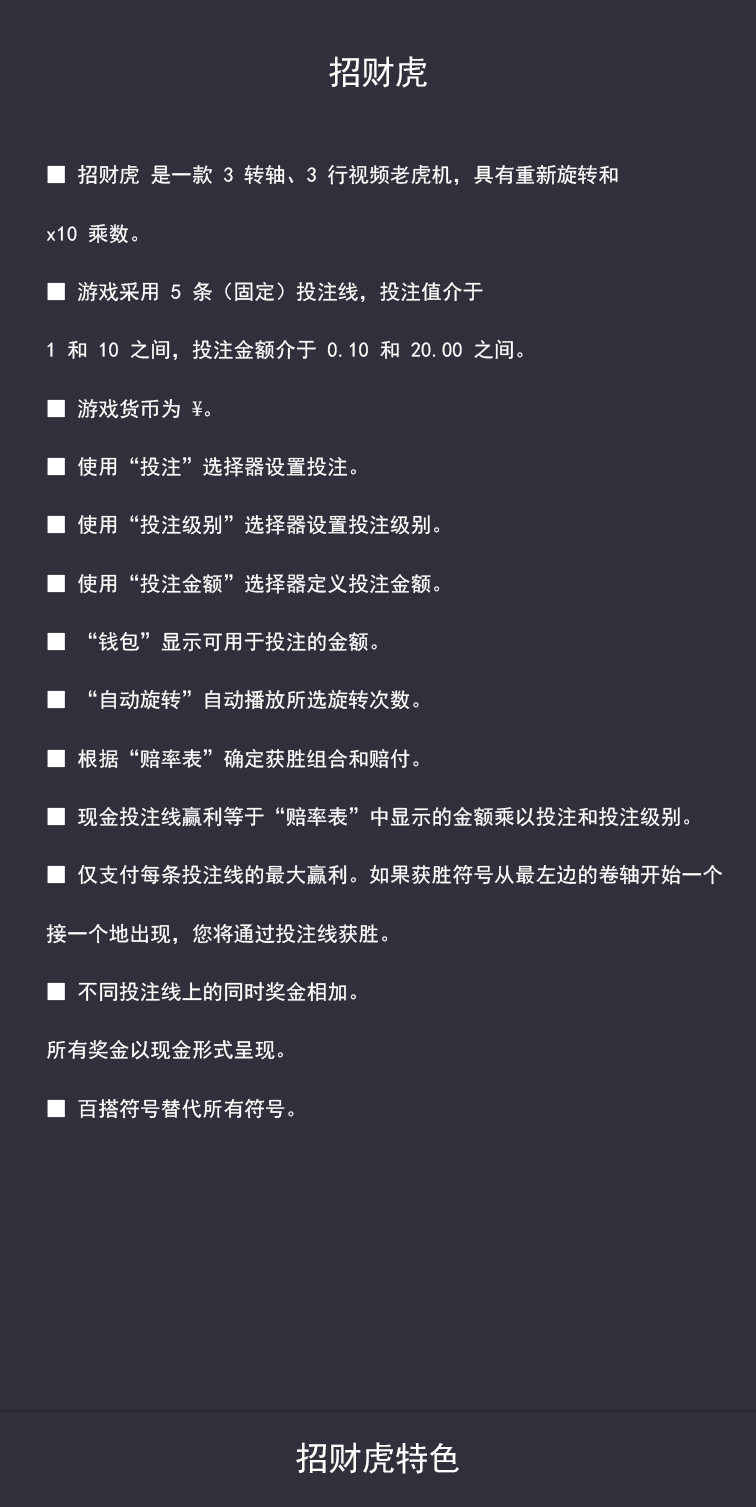 招财虎
■ 招财虎 是一款 3 转轴、3 行视频老虎机，具有重新旋转和
x10 乘数。
■ 游戏采用 5 条（固定）投注线，投注值介于
1 和 10 之间，投注金额介于 0.10 和 20.00 之间。
■ 游戏货币为 ¥。
■ 使用“投注”选择器设置投注。
■ 使用“投注级别”选择器设置投注级别。
■ 使用“投注金额”选择器定义投注金额。
■ “钱包”显示可用于投注的金额。
■ “自动旋转”自动播放所选旋转次数。
■ 根据“赔率表”确定获胜组合和赔付。
■ 现金投注线赢利等于“赔率表”中显示的金额乘以投注和投注级别。
■ 仅支付每条投注线的最大赢利。如果获胜符号从最左边的卷轴开始一个
接一个地出现，您将通过投注线获胜。
■ 不同投注线上的同时奖金相加。
所有奖金以现金形式呈现。
■ 百搭符号替代所有符号。
招财虎特色